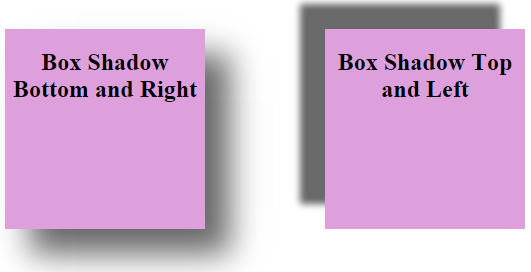 Box Shadow
Bottom and Right
Box Shadow Top
and Left